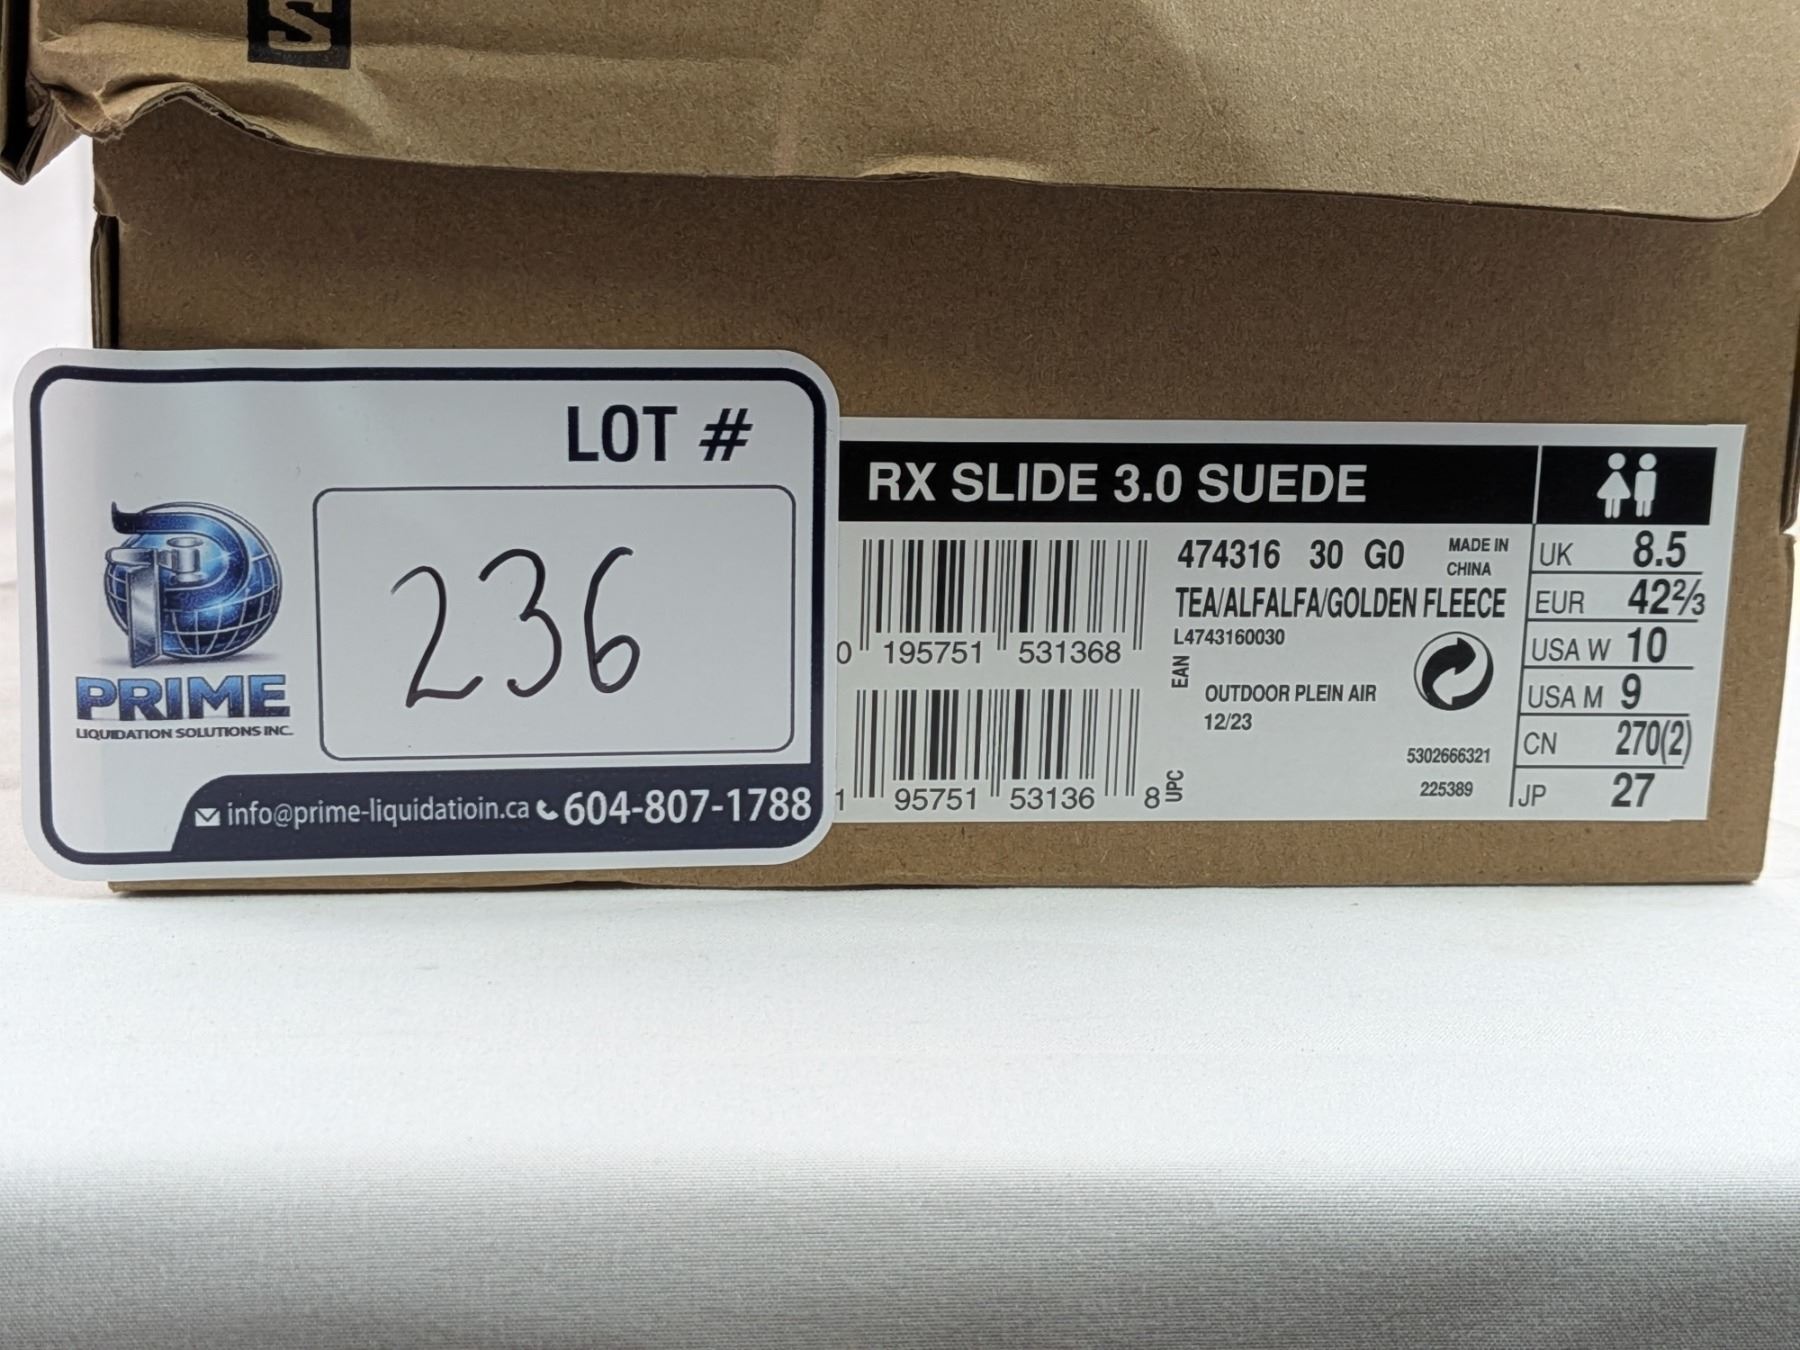 S
LOT #
236
PRIME
LIQUIDATION SOLUTIONS INC.
info@prime-liquidatioin.ca 604-807-1788
RX SLIDE 3.0 SUEDE
474316 30 G0 MADE IN
CHINA
TEA/ALFALFA/GOLDEN FLEECE
L4743160030
0 195751 531368
EAN
OUTDOOR PLEIN AIR
12/23
5302666321
225389
1 95751 53136 8
UPC
UK 8.5
EUR 42⅔
USA W 10
USA M 9
CN 270(2)
JP 27